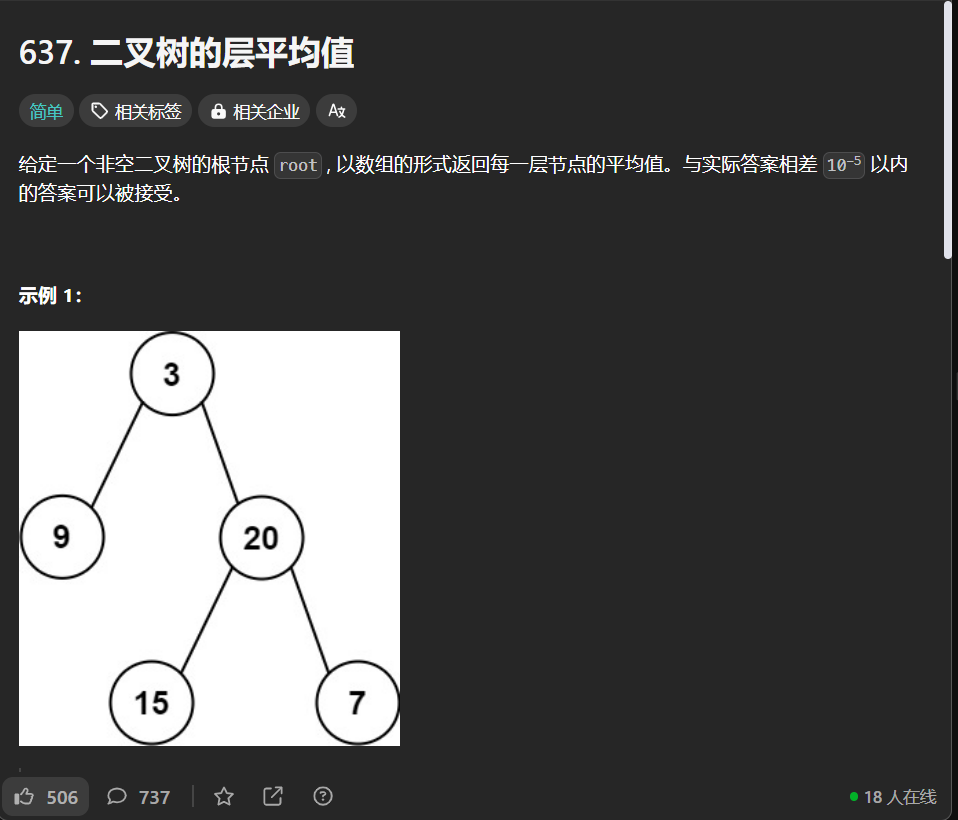 637. 二叉树的层平均值
简单 相关标签 相关企业 Az
给定一个非空二叉树的根节点 root , 以数组的形式返回每一层节点的平均值。与实际答案相差 10⁻⁵ 以内
的答案可以被接受。
示例 1：
3
9 20
15 7
506 737 18 人在线